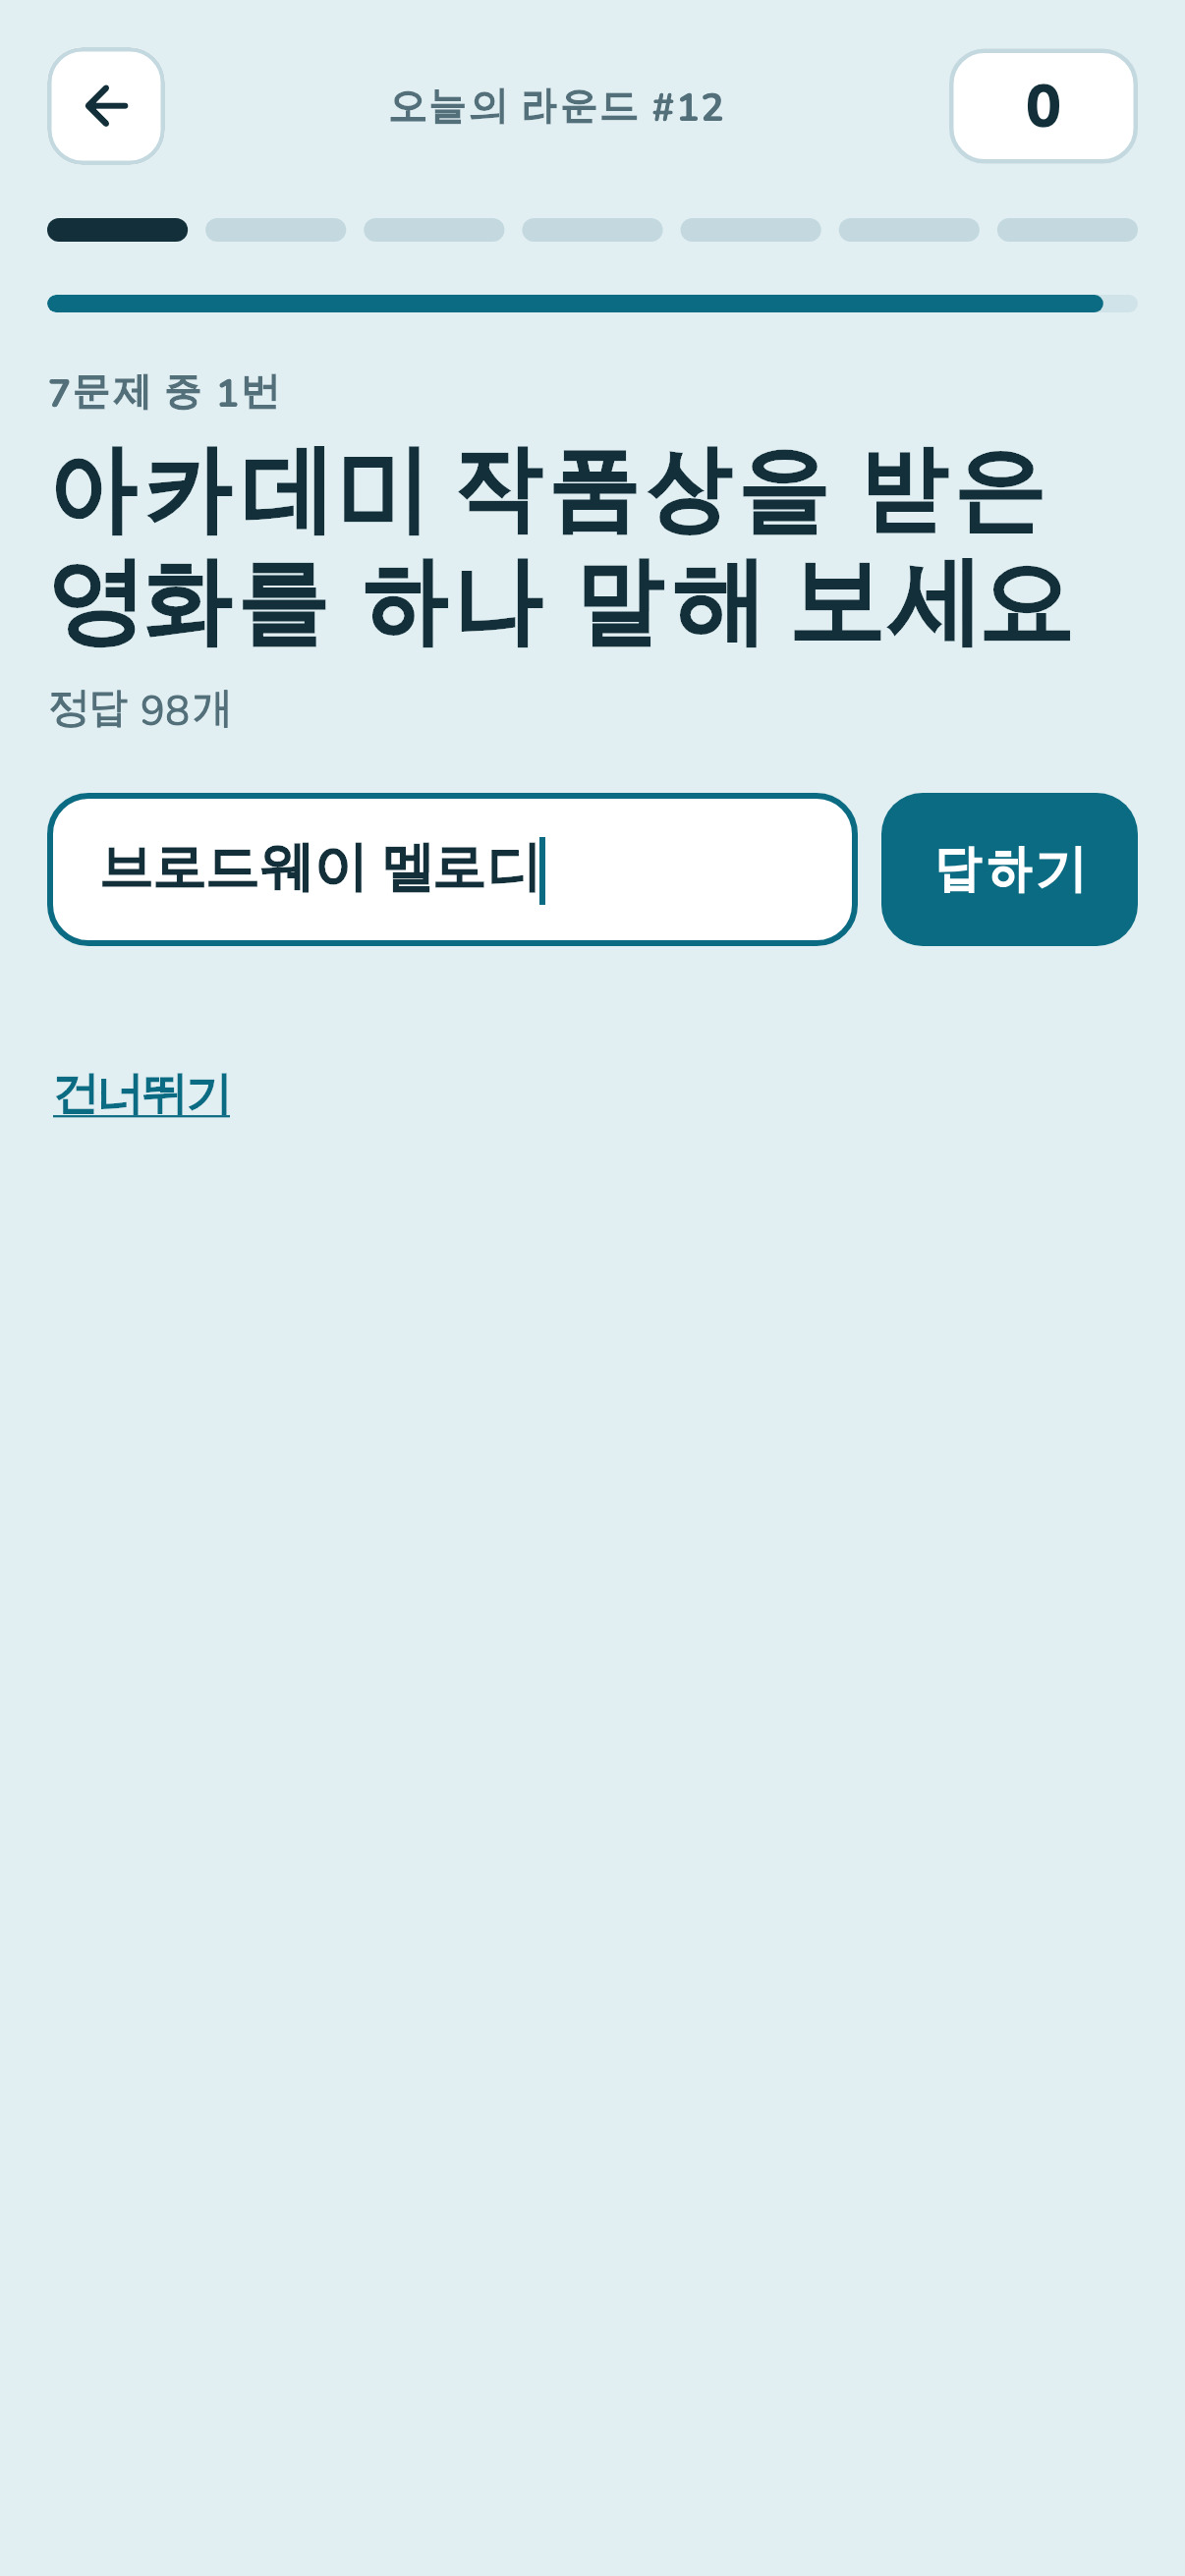 오늘의 라운드 #12
0
7문제 중 1번
아카데미 작품상을 받은
영화를 하나 말해 보세요
정답 98개
브로드웨이 멜로디
답하기
건너뛰기